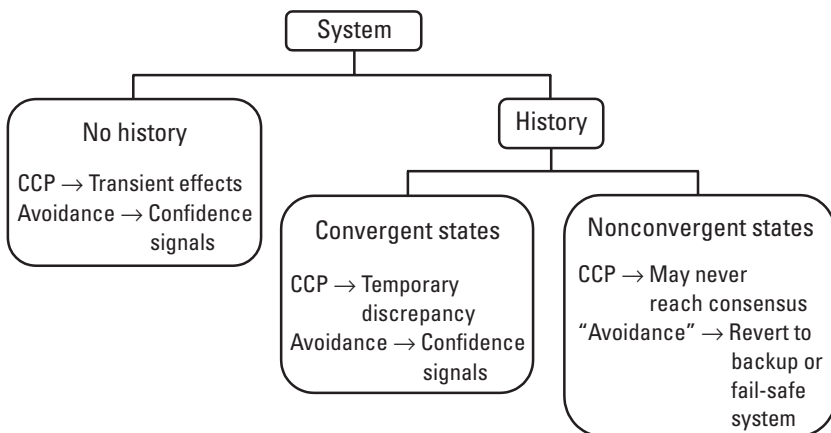 System
No history
CCP → Transient effects
Avoidance → Confidence
signals
History
Convergent states
CCP → Temporary
discrepancy
Avoidance → Confidence
signals
Nonconvergent states
CCP → May never
reach consensus
“Avoidance” → Revert to
backup or
fail-safe
system